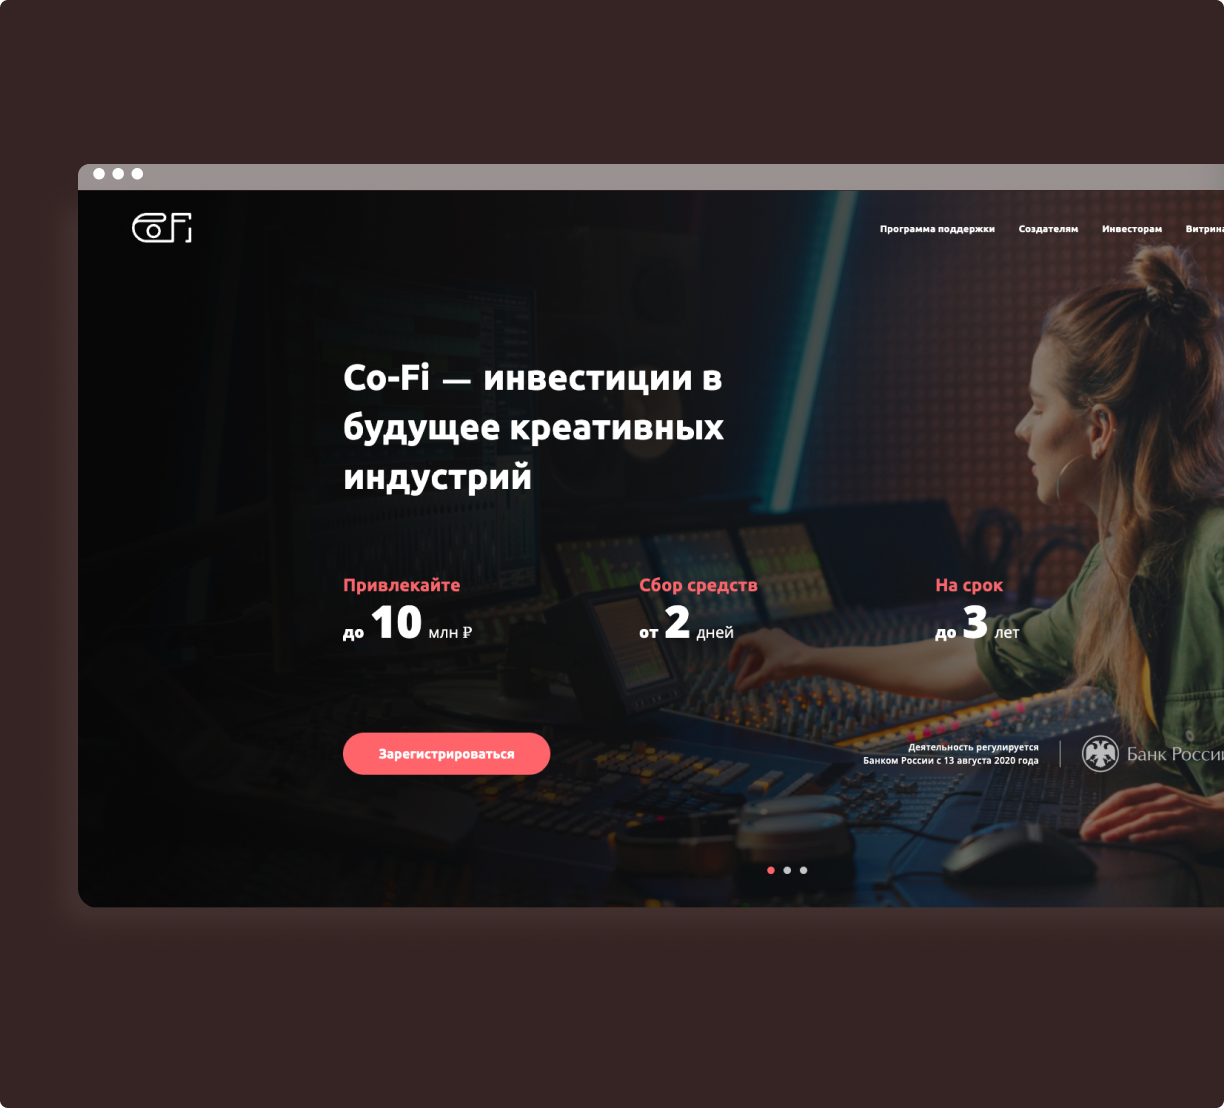 CoFi
Программа поддержки Создателям Инвесторам Витрина
Co-Fi — инвестиции в
будущее креативных
индустрий
Привлекайте Сбор средств На срок
до 10 млн ₽ от 2 дней до 3 лет
Зарегистрироваться
Деятельность регулируется
Банком России с 13 августа 2020 года
Банк России